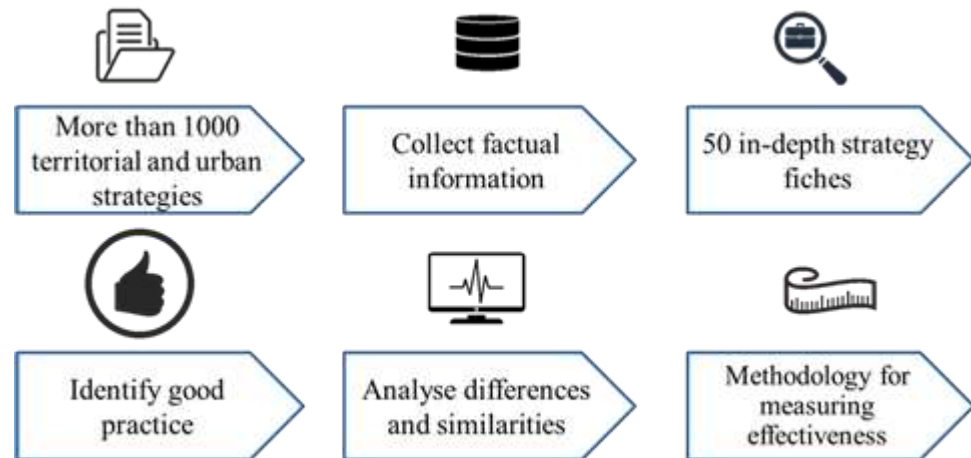 More than 1000
territorial and urban
strategies
Collect factual
information
50 in-depth strategy
fiches
Identify good
practice
Analyse differences
and similarities
Methodology for
measuring
effectiveness